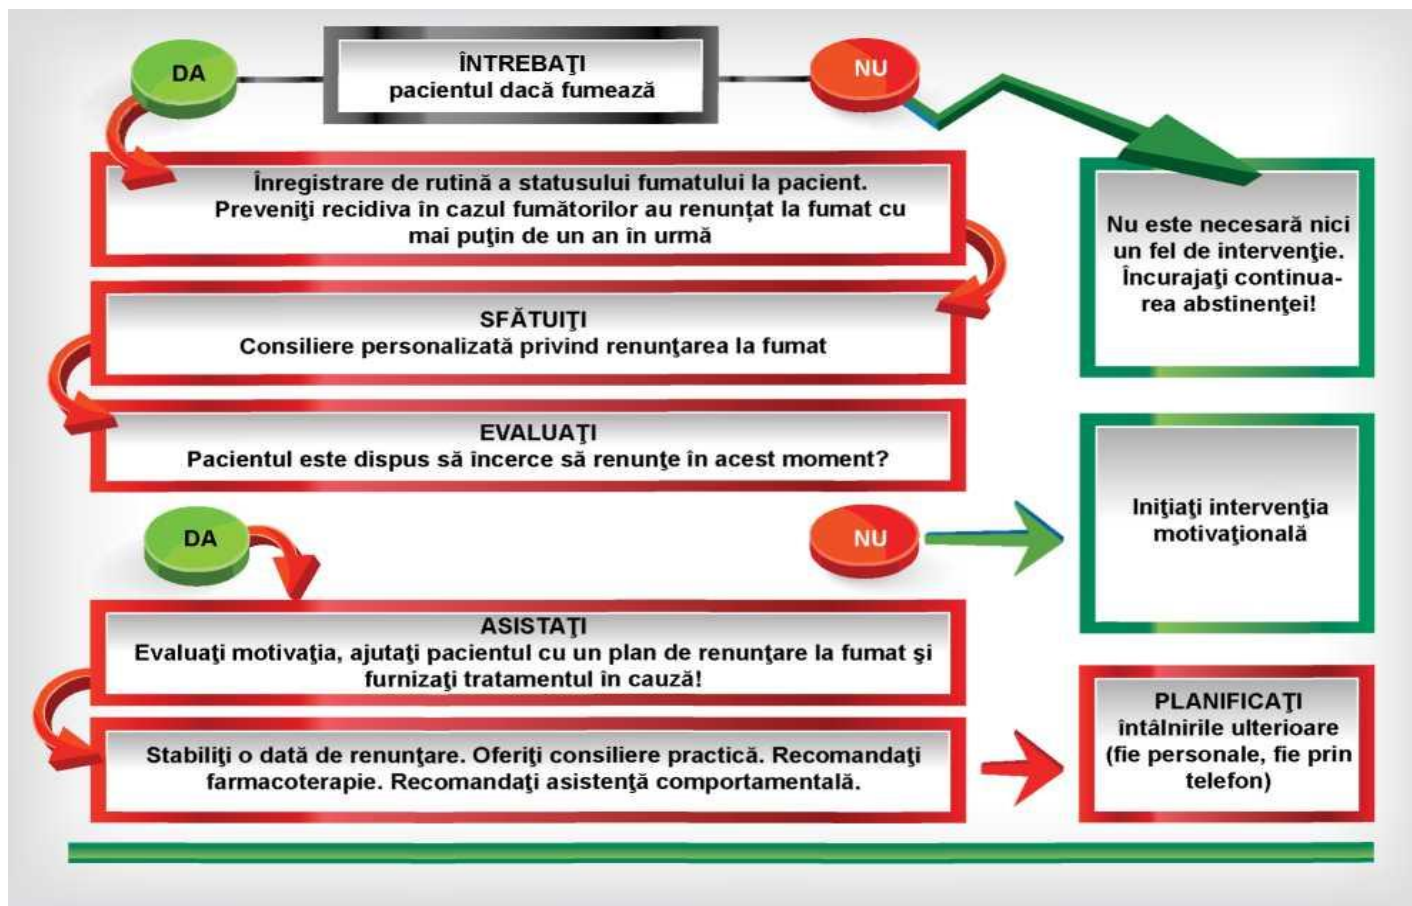 DA
ÎNTREBAŢI
pacientul dacă fumează
NU
Înregistrare de rutină a statusului fumatului la pacient.
Preveniţi recidiva în cazul fumătorilor au renunțat la fumat cu
mai puţin de un an în urmă
Nu este necesară nici
un fel de intervenţie.
Încurajaţi continua-
rea abstinenţei!
SFĂTUIŢI
Consiliere personalizată privind renunţarea la fumat
EVALUAŢI
Pacientul este dispus să încerce să renunţe în acest moment?
DA
NU
Iniţiaţi intervenţia
motivaţională
ASISTAŢI
Evaluaţi motivaţia, ajutaţi pacientul cu un plan de renunţare la fumat şi
furnizaţi tratamentul în cauză!
Stabiliţi o dată de renunţare. Oferiţi consiliere practică. Recomandaţi
farmacoterapie. Recomandaţi asistenţă comportamentală.
PLANIFICAŢI
întâlnirile ulterioare
(fie personale, fie prin
telefon)